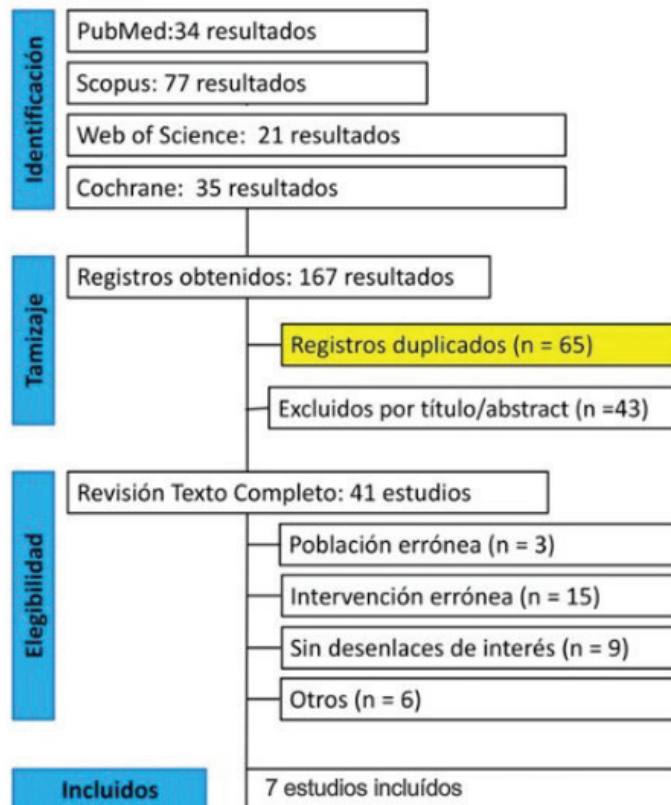 Identificación
PubMed:34 resultados
Scopus: 77 resultados
Web of Science: 21 resultados
Cochrane: 35 resultados
Tamizaje
Registros obtenidos: 167 resultados
Registros duplicados (n = 65)
Excluidos por título/abstract (n =43)
Elegibilidad
Revisión Texto Completo: 41 estudios
Población errónea (n = 3)
Intervención errónea (n = 15)
Sin desenlaces de interés (n = 9)
Otros (n = 6)
Incluidos
7 estudios incluídos